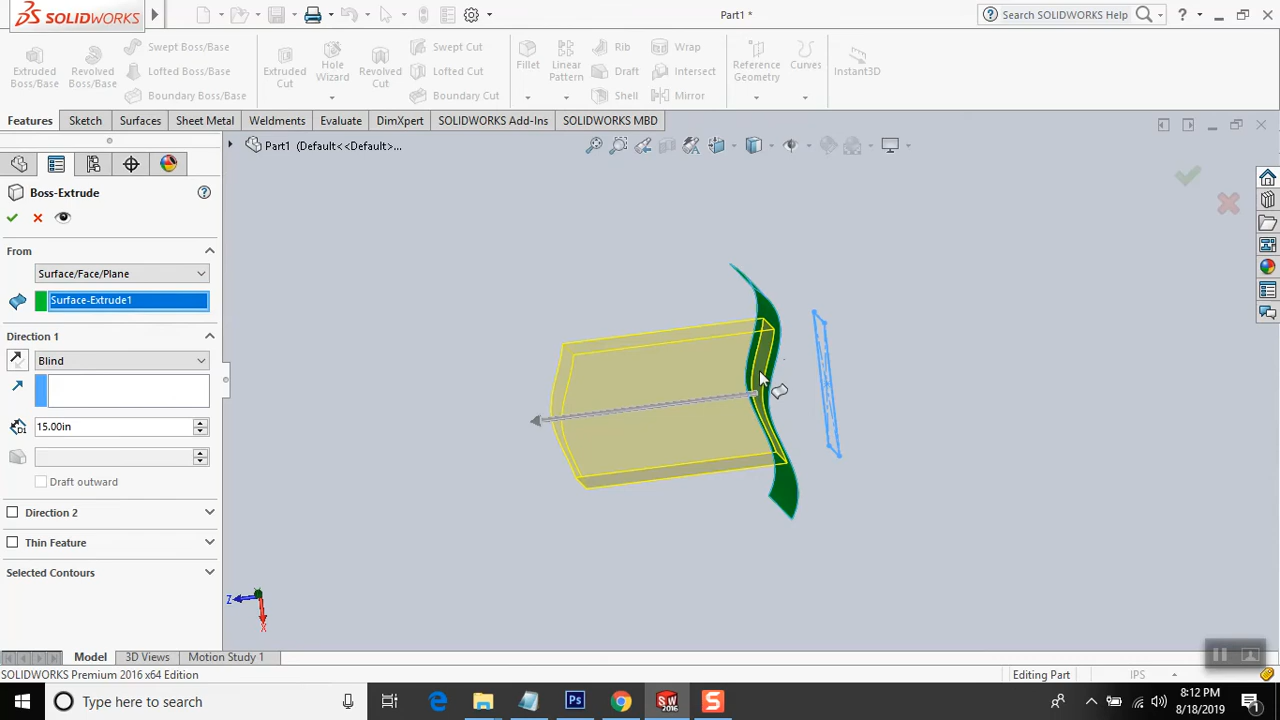 SOLIDWORKS
Part1 *
Search SOLIDWORKS Help
?
Extruded Boss/Base
Revolved Boss/Base
Swept Boss/Base
Lofted Boss/Base
Boundary Boss/Base
Extruded Cut
Hole Wizard
Revolved Cut
Swept Cut
Lofted Cut
Boundary Cut
Fillet
Linear Pattern
Rib
Draft
Shell
Wrap
Intersect
Mirror
Reference Geometry
Curves
Instant3D
Features Sketch Surfaces Sheet Metal Weldments Evaluate DimXpert SOLIDWORKS Add-Ins SOLIDWORKS MBD
Part1 (Default<<Default>...
Boss-Extrude
?
From
Surface/Face/Plane
Surface-Extrude1
Direction 1
Blind
D1
15.00in
Draft outward
Direction 2
Thin Feature
Selected Contours
Z
X
Model 3D Views Motion Study 1
SOLIDWORKS Premium 2016 x64 Edition
Editing Part
IPS
Type here to search
e
Ps
SW
2016
S
8:12 PM
8/18/2019
1